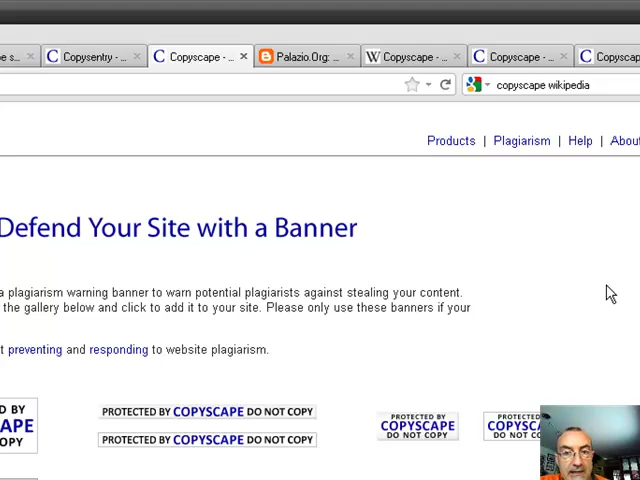 e s...
Copysentry - ...
Copyscape - ...
Palazio.Org: ...
Copyscape - ...
Copyscape - ...
Copyscap
copyscape wikipedia
Products | Plagiarism | Help | Abou
Defend Your Site with a Banner
a plagiarism warning banner to warn potential plagiarists against stealing your content.
the gallery below and click to add it to your site. Please only use these banners if your
t preventing and responding to website plagiarism.
D BY
APE
OPY
PROTECTED BY COPYSCAPE DO NOT COPY
PROTECTED BY COPYSCAPE DO NOT COPY
PROTECTED BY
COPYSCAPE
DO NOT COPY
PROTECTE
COPYSC
DO NOT CO